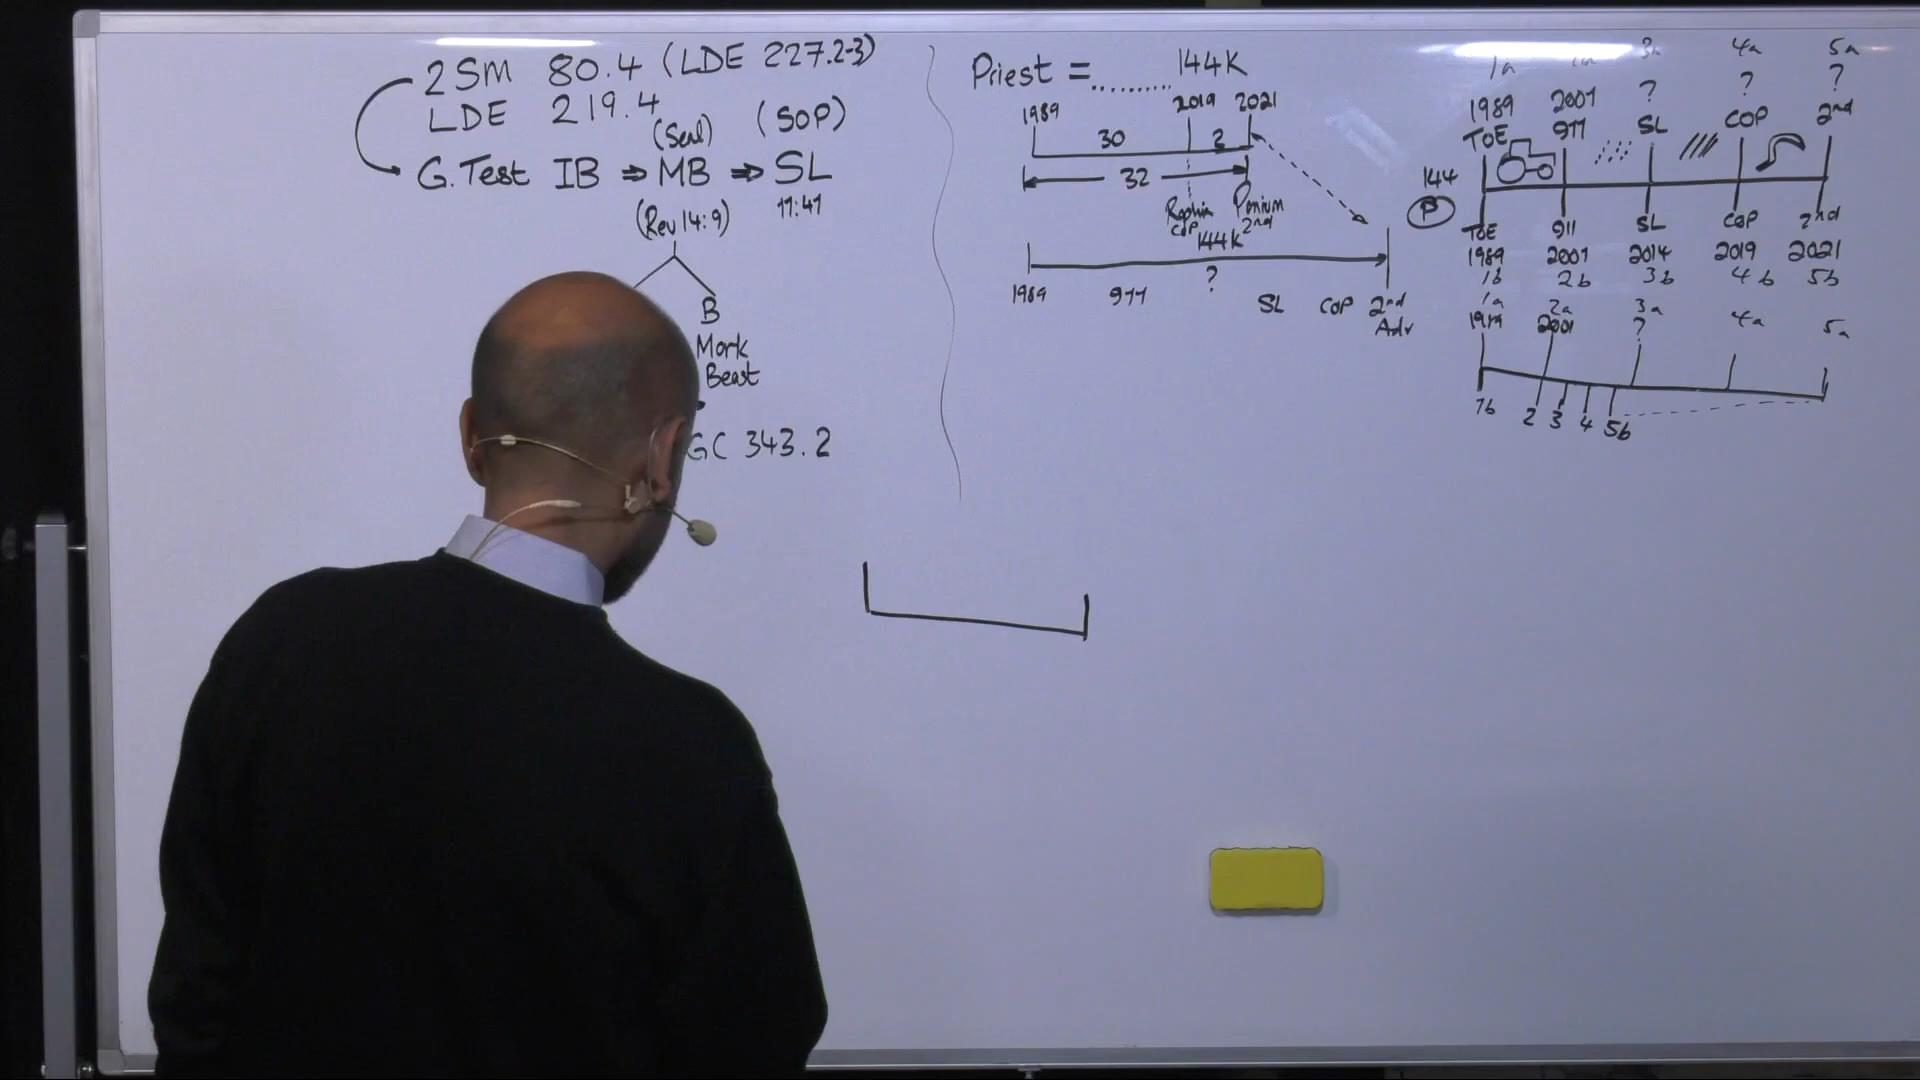 2SM 80.4 (LDE 227.2-3)
LDE 219.4
(Seal) (SOP)
G.Test IB ⇒ MB ⇒ SL
(Rev 14:9) 11:41
B
Mark
Beast
GC 343.2
Priest = .......... 144K
1989 2019 2021
30 2
32
Raphia Panium
COP 2nd
144K
?
1989 911 SL COP 2nd
Adv
1a 1a 3a 4a 5a
? ? ?
1989 2001 SL COP 2nd
TOE 911
144
P
TOE 911 SL COP 2nd
1989 2001 2014 2019 2021
1b 2b 3b 4b 5b
1a 2a 3a 4a 5a
1989 2001 ?
1b 2 3 4 5b